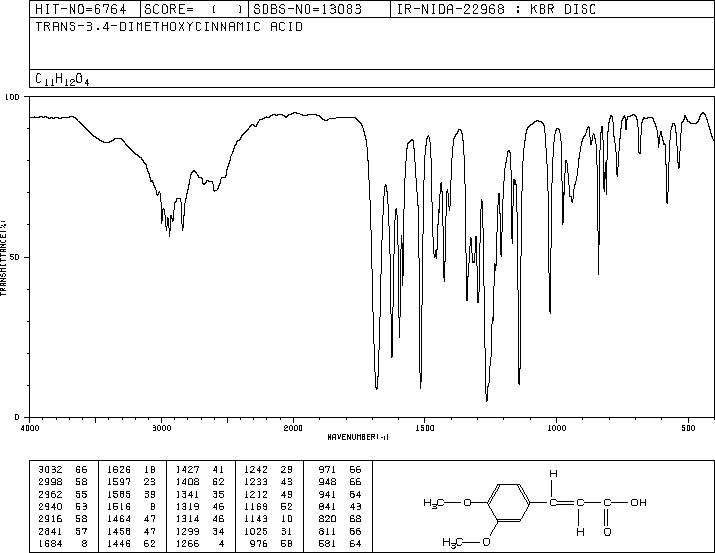 HIT-NO=6764 SCORE= ( ) SDBS-NO=13083 IR-NIDA-22968 : KBR DISC
TRANS-3,4-DIMETHOXYCINNAMIC ACID
C11H12O4
100
50
0
TRANSMITTANCE(%)
4000 3000 2000 1500 1000 500
WAVENUMBER(-1)
3032 66 1626 18 1427 41 1242 29 971 66
2998 58 1597 23 1408 62 1233 45 948 66
2962 55 1585 39 1341 35 1212 49 941 64
2940 53 1516 8 1319 46 1169 52 841 43
2916 58 1464 47 1314 46 1143 10 820 68
2841 57 1458 47 1299 34 1025 31 811 66
1684 8 1446 62 1266 4 976 58 581 64
H
H3C O OH
H O
H3C O